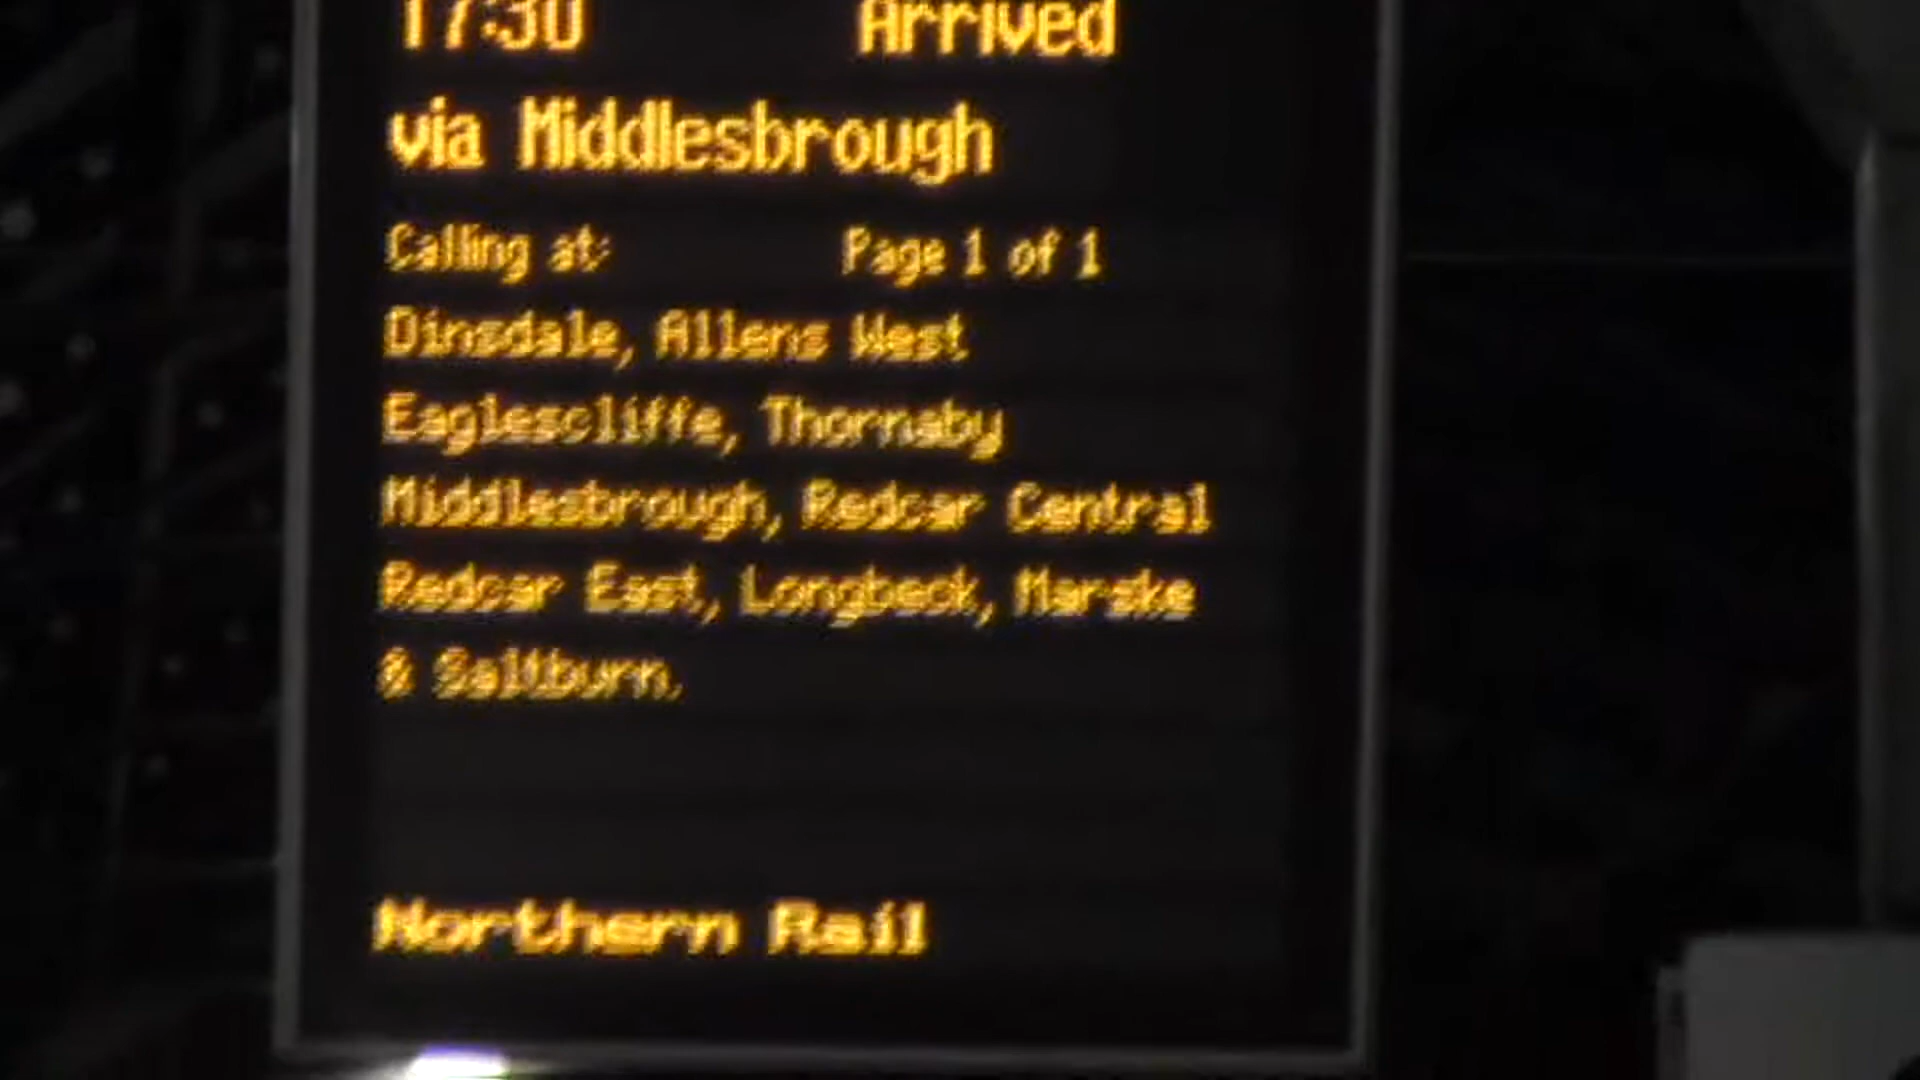 17:30 Arrived
via Middlesbrough
Calling at: Page 1 of 1
Dinsdale, Allens West
Eaglescliffe, Thornaby
Middlesbrough, Redcar Central
Redcar East, Longbeck, Marske
& Saltburn.
Northern Rail